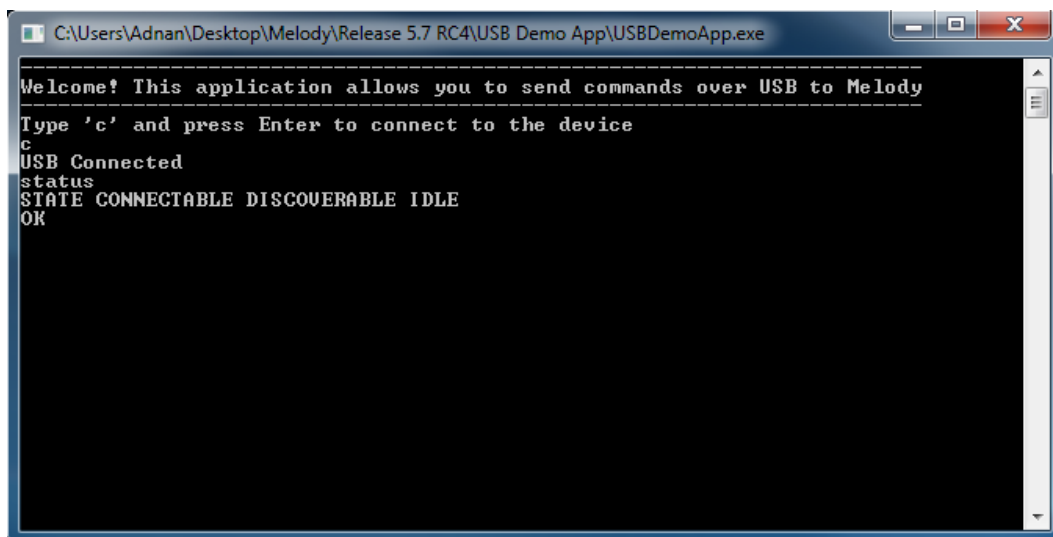 C:\Users\Adnan\Desktop\Melody\Release 5.7 RC4\USB Demo App\USBDemoApp.exe
Welcome! This application allows you to send commands over USB to Melody
Type 'c' and press Enter to connect to the device
c
USB Connected
status
STATE CONNECTABLE DISCOVERABLE IDLE
OK